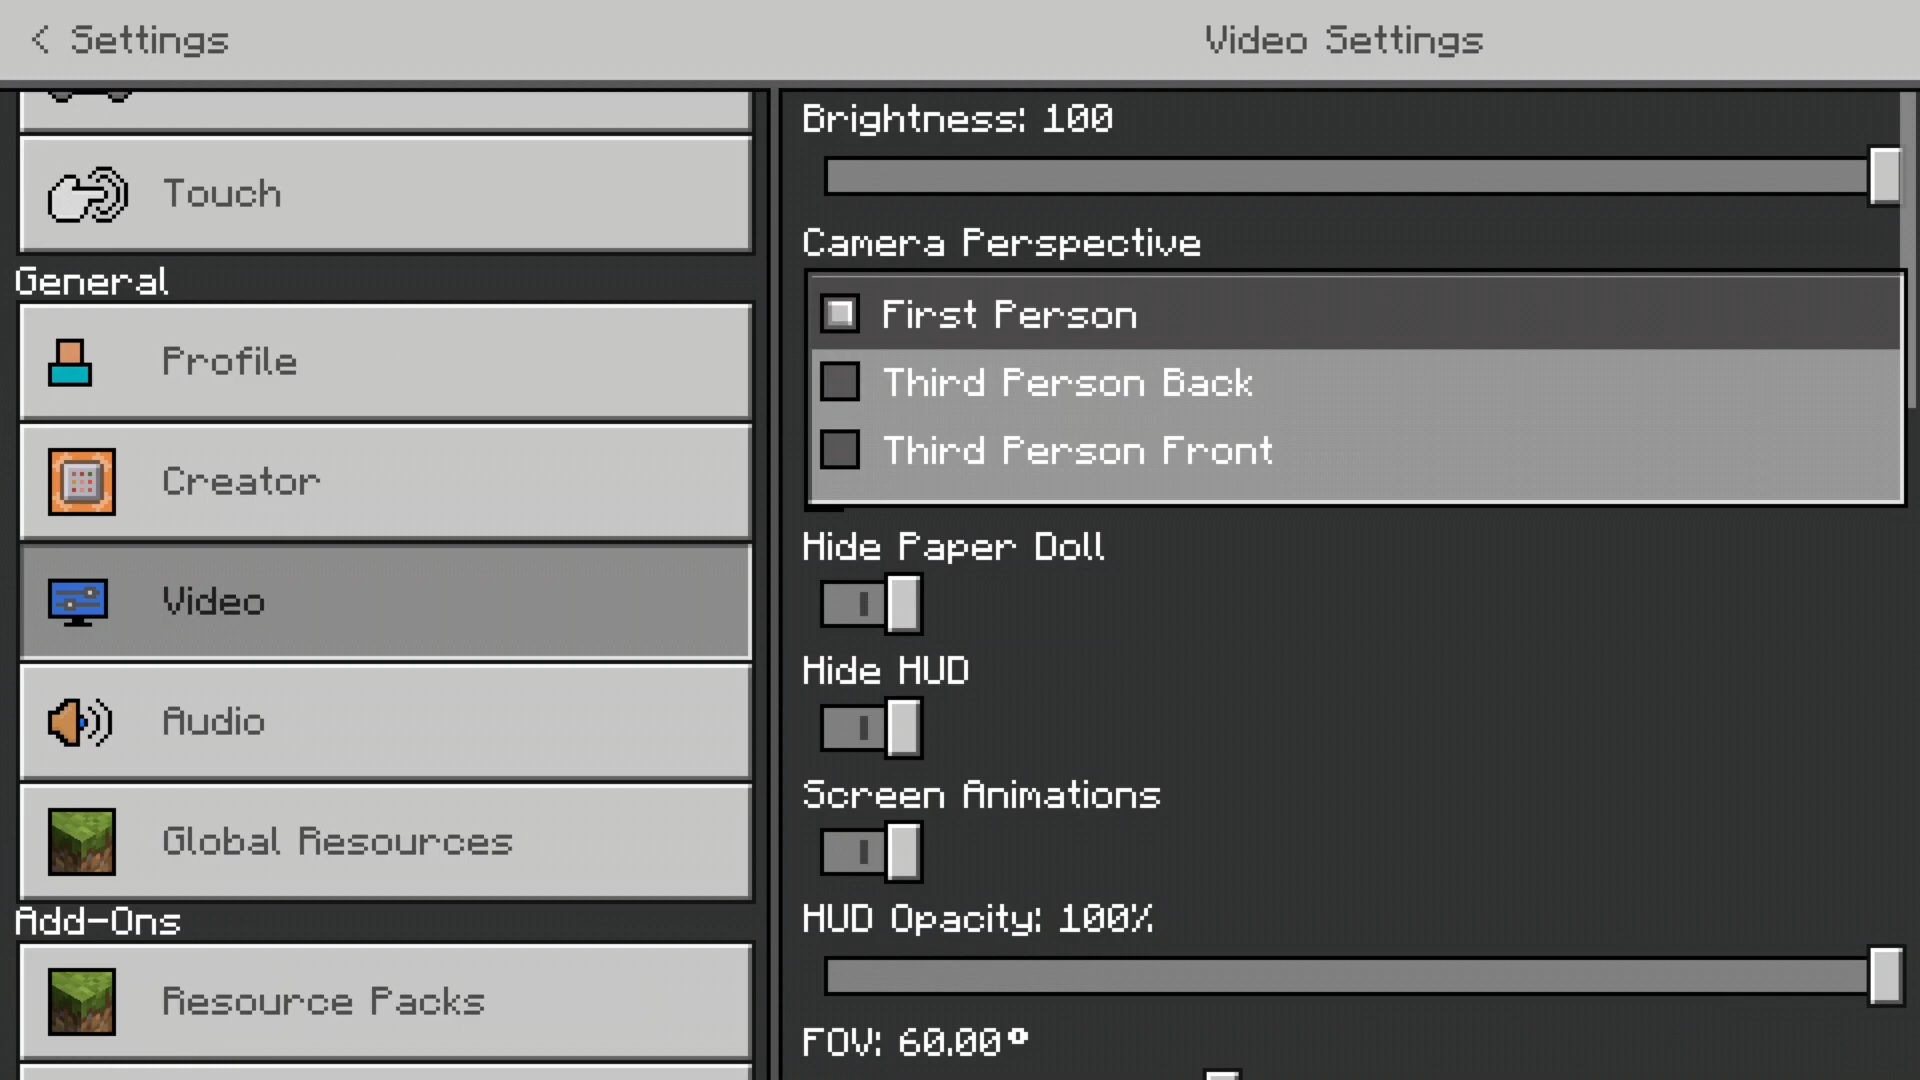 < Settings
Video Settings
Touch
General
Profile
Creator
Video
Audio
Global Resources
Add-Ons
Resource Packs
Brightness: 100
Camera Perspective
First Person
Third Person Back
Third Person Front
Hide Paper Doll
Hide HUD
Screen Animations
HUD Opacity: 100%
FOV: 60.00°